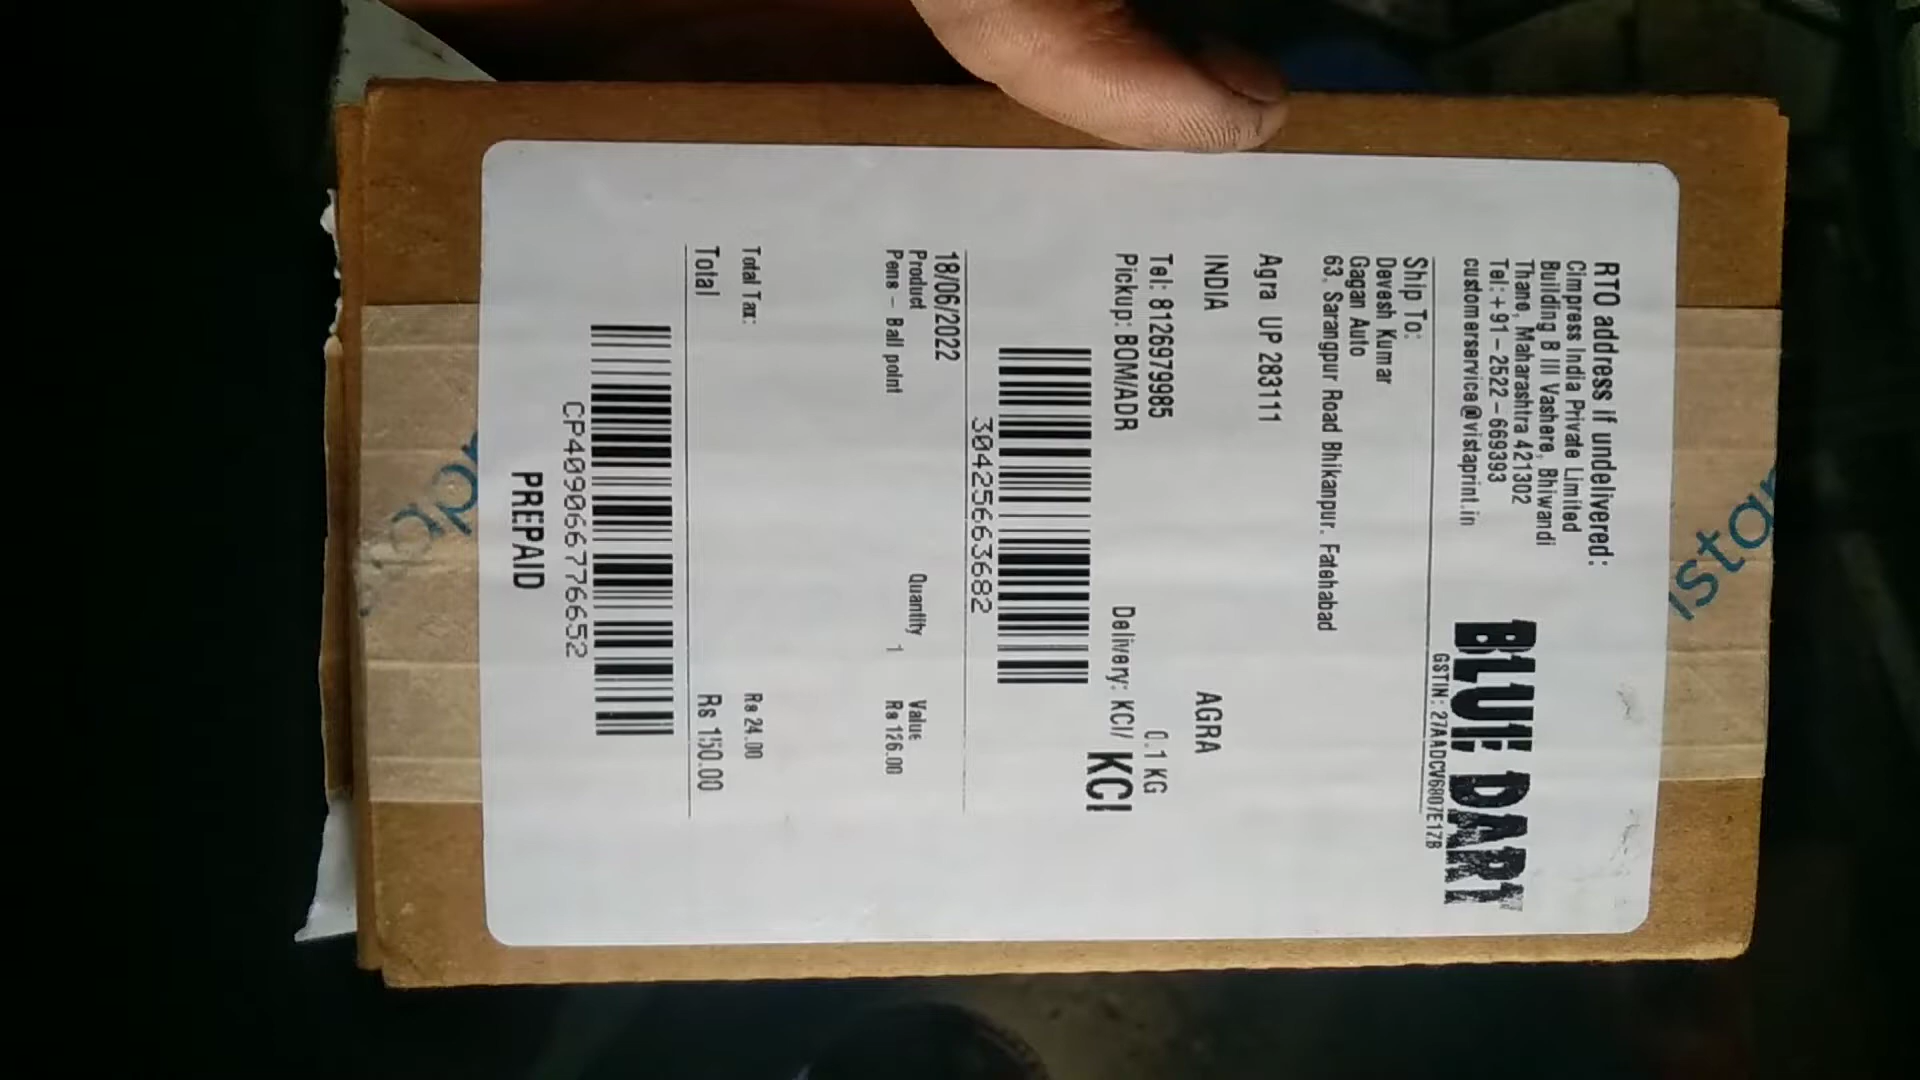 RTO address if undelivered:
Cimpress India Private Limited
Building B III Vashere, Bhiwandi
Thane, Maharashtra 421302
Tel: +91-2522-669393
customerservice@vistaprint.in
BLUE DART
GSTIN: 27AADCV6807E1ZB
Ship To:
Devesh Kumar
Gagan Auto
63, Sarangpur Road Bhikanpur. Fatehabad
Agra UP 283111
INDIA AGRA
Tel: 8126979985 0.1 KG
Pickup: BOM/ADR Delivery: KCI/ KCI
30425663682
18/06/2022
Product Quantity Value
Pens - Ball point 1 Rs 126.00
Total Tax: Rs 24.00
Total Rs 150.00
CP409066776652
PREPAID